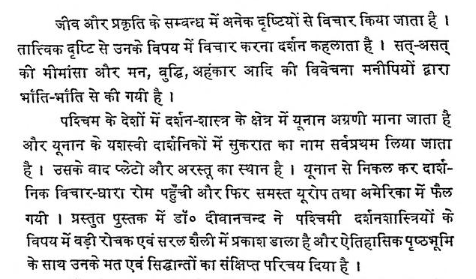 जीव और प्रकृति के सम्बन्ध में अनेक दृष्टियों से विचार किया जाता है ।
तात्त्विक दृष्टि से उनके विषय में विचार करना दर्शन कहलाता है । सत्-असत्
की मीमांसा और मन, बुद्धि, अहंकार आदि की विवेचना मनीषियों द्वारा
भाँति-भाँति से की गयी है ।
पश्चिम के देशों में दर्शन-शास्त्र के क्षेत्र में यूनान अग्रणी माना जाता है
और यूनान के यशस्वी दार्शनिकों में सुकरात का नाम सर्वप्रथम लिया जाता
है । उसके बाद प्लेटो और अरस्तू का स्थान है । यूनान से निकल कर दार्श-
निक विचार-धारा रोम पहुँची और फिर समस्त यूरोप तथा अमेरिका में फैल
गयी । प्रस्तुत पुस्तक में डॉ० दीवानचन्द ने पश्चिमी दर्शनशास्त्रियों के
विषय में बड़ी रोचक एवं सरल शैली में प्रकाश डाला है और ऐतिहासिक पृष्ठभूमि
के साथ उनके मत एवं सिद्धान्तों का संक्षिप्त परिचय दिया है ।